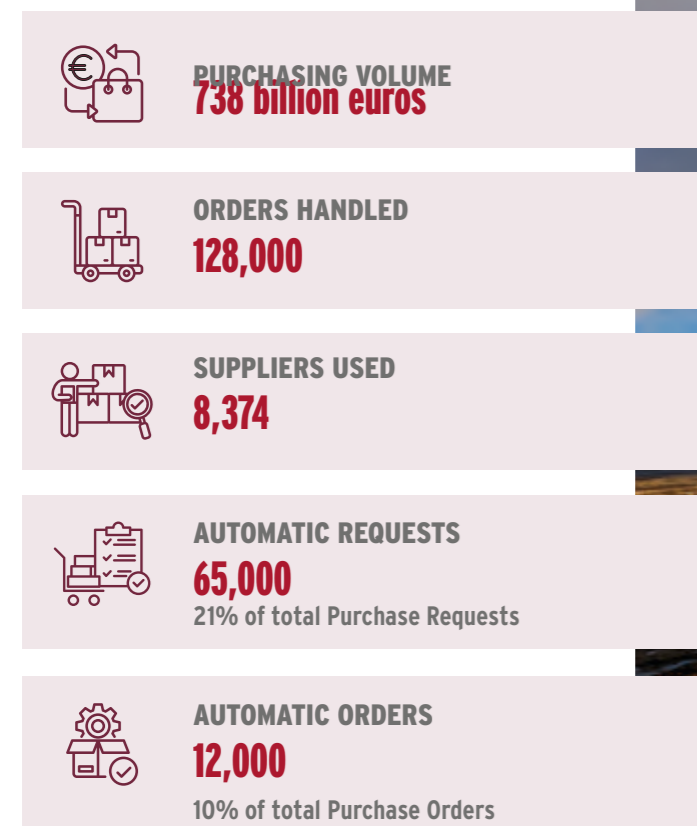 €
PURCHASING VOLUME
738 billion euros
ORDERS HANDLED
128,000
SUPPLIERS USED
8,374
AUTOMATIC REQUESTS
65,000
21% of total Purchase Requests
AUTOMATIC ORDERS
12,000
10% of total Purchase Orders